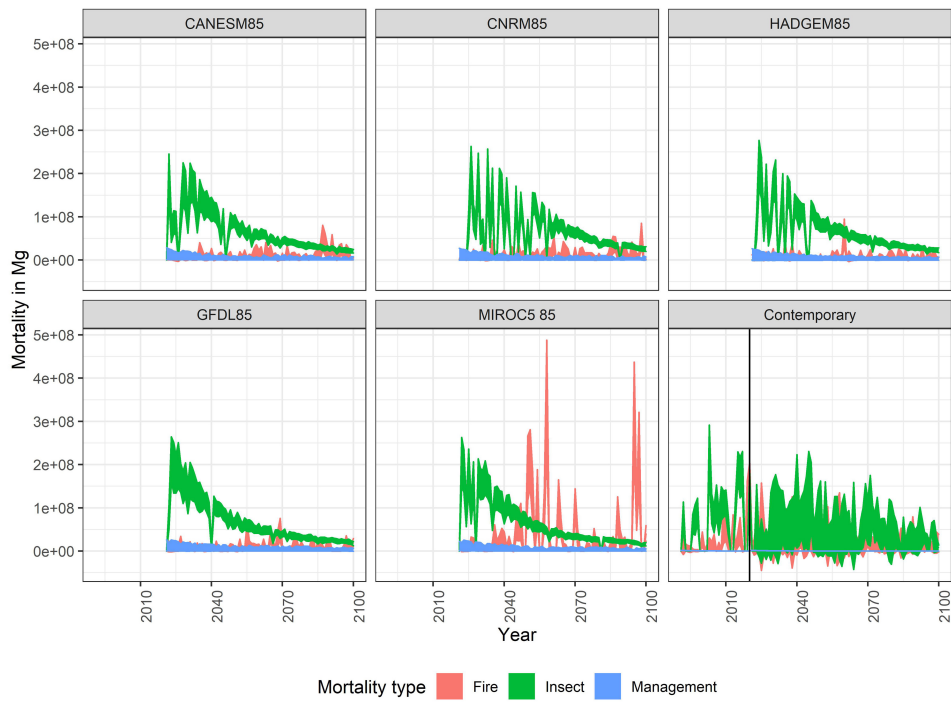 CANESM85 CNRM85 HADGEM85
5e+08
4e+08
3e+08
2e+08
1e+08
0e+00
GFDL85 MIROC5 85 Contemporary
5e+08
4e+08
3e+08
2e+08
1e+08
0e+00
Mortality in Mg
2010 2040 2070 2100 2010 2040 2070 2100 2010 2040 2070 2100
Year
Mortality type Fire Insect Management